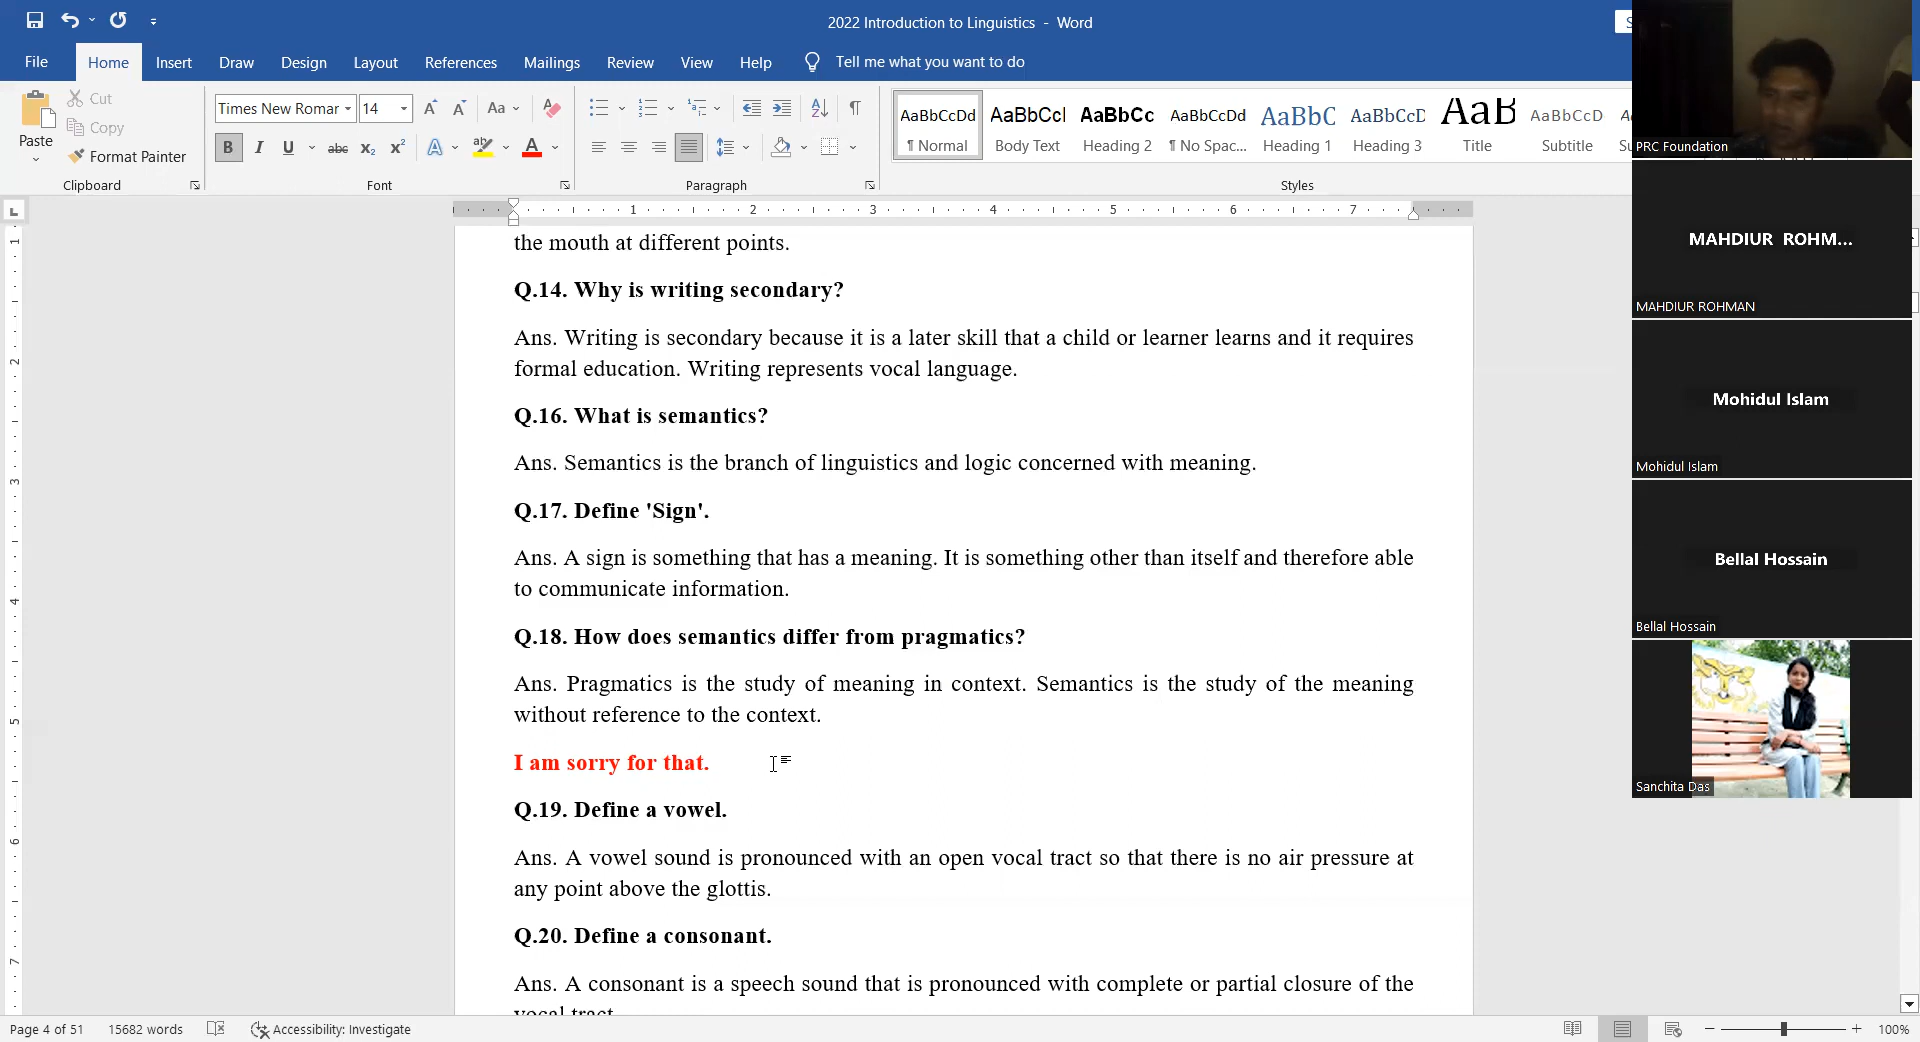 2022 Introduction to Linguistics - Word
File Home Insert Draw Design Layout References Mailings Review View Help Tell me what you want to do
Paste
Cut
Copy
Format Painter
Clipboard
Times New Romar 14
Font
Paragraph
AaBbCcDd AaBbCcI AaBbCc AaBbCcDd AaBbC AaBbCcD AaB AaBbCcD
¶ Normal Body Text Heading 2 ¶ No Spac... Heading 1 Heading 3 Title Subtitle
Styles
1 2 3 4 5 6 7
the mouth at different points.
Q.14. Why is writing secondary?
Ans. Writing is secondary because it is a later skill that a child or learner learns and it requires
formal education. Writing represents vocal language.
Q.16. What is semantics?
Ans. Semantics is the branch of linguistics and logic concerned with meaning.
Q.17. Define 'Sign'.
Ans. A sign is something that has a meaning. It is something other than itself and therefore able
to communicate information.
Q.18. How does semantics differ from pragmatics?
Ans. Pragmatics is the study of meaning in context. Semantics is the study of the meaning
without reference to the context.
I am sorry for that.
Q.19. Define a vowel.
Ans. A vowel sound is pronounced with an open vocal tract so that there is no air pressure at
any point above the glottis.
Q.20. Define a consonant.
Ans. A consonant is a speech sound that is pronounced with complete or partial closure of the
vocal tract
PRC Foundation
MAHDIUR ROHM...
MAHDIUR ROHMAN
Mohidul Islam
Mohidul Islam
Bellal Hossain
Bellal Hossain
Sanchita Das
Page 4 of 51 15682 words Accessibility: Investigate 100%